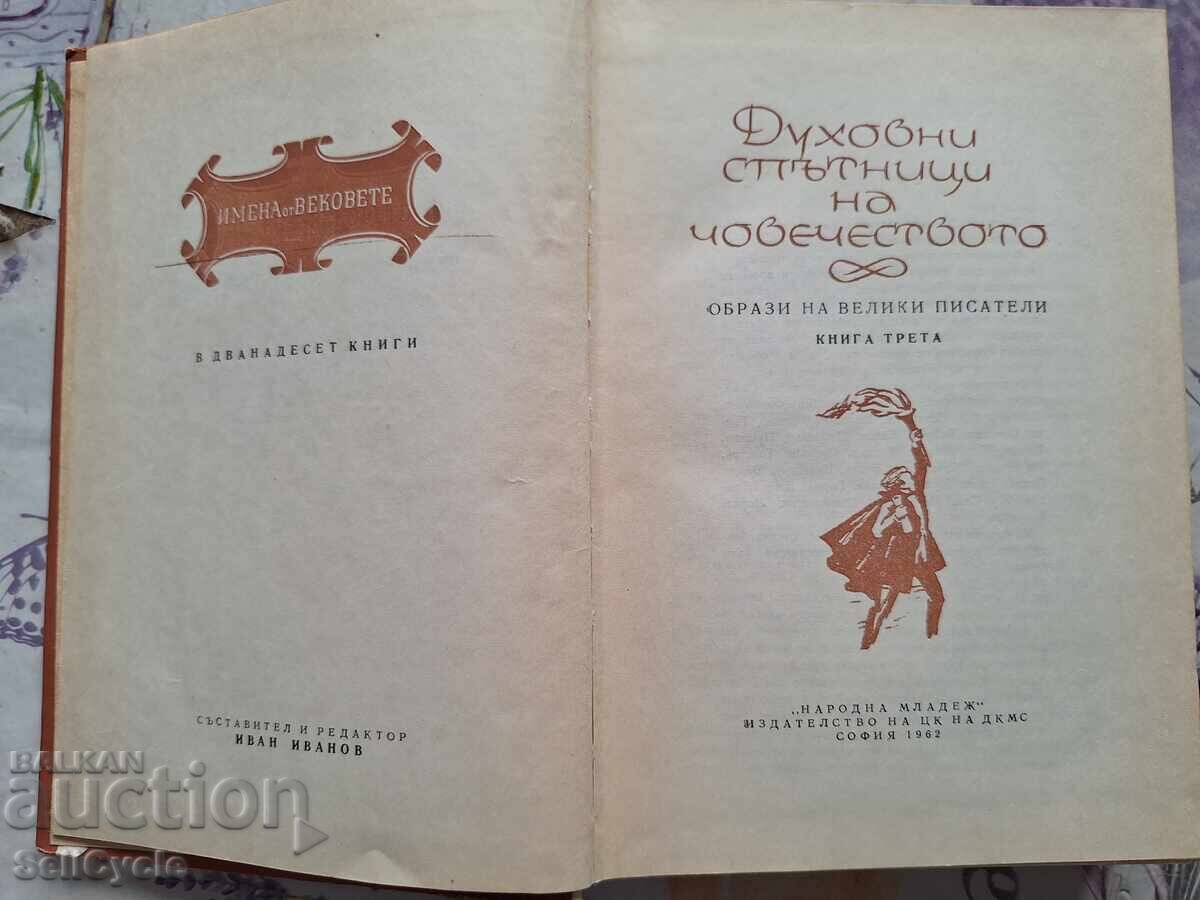 ИМЕНА от ВЕКОВЕТЕ
В ДВАНАДЕСЕТ КНИГИ
СЪСТАВИТЕЛ И РЕДАКТОР
ИВАН ИВАНОВ
Духовни
спътници
на
човечеството
ОБРАЗИ НА ВЕЛИКИ ПИСАТЕЛИ
КНИГА ТРЕТА
„НАРОДНА МЛАДЕЖ“
ИЗДАТЕЛСТВО НА ЦК НА ДКМС
СОФИЯ 1962
BALKAN
auction
SellCycle